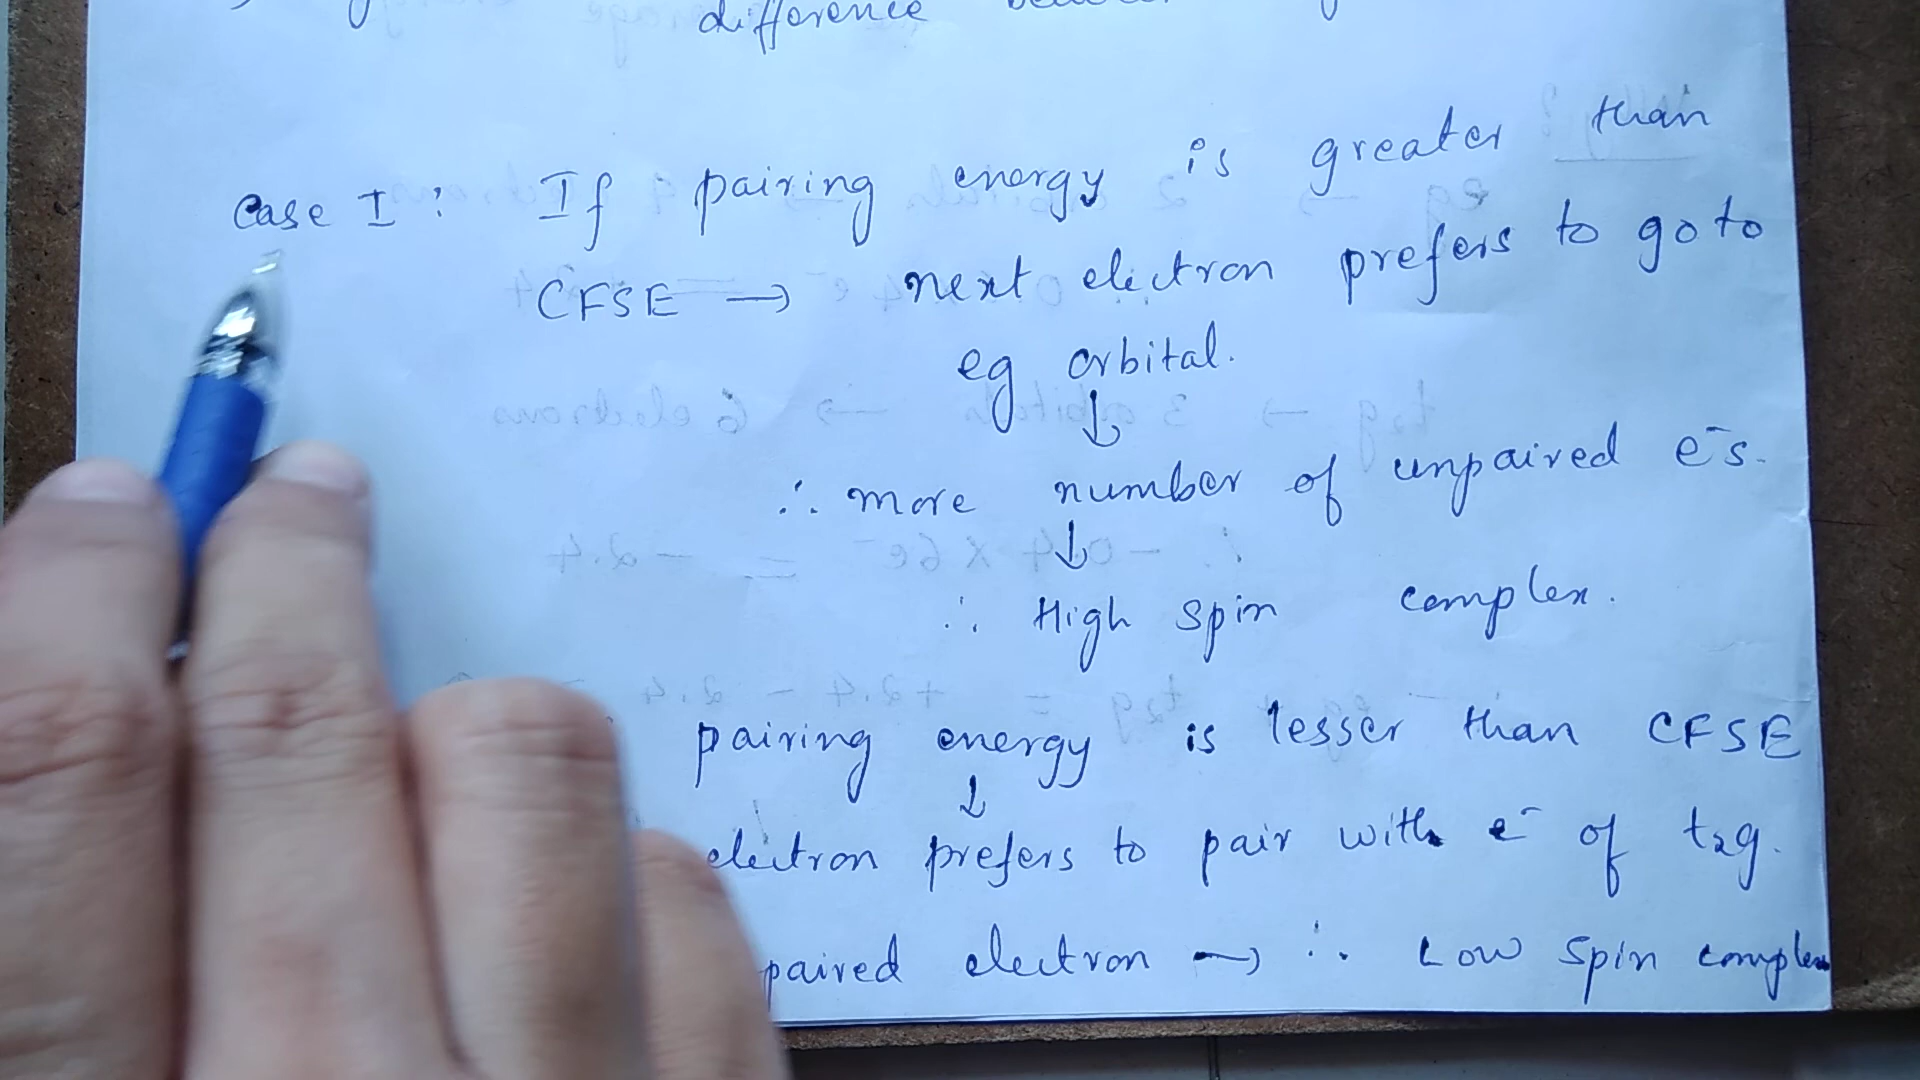 difference
Case I : If pairing energy is greater than
CFSE → next electron prefers to go to
eg orbital.
↓
∴ more number of unpaired e⁻s.
↓
∴ High spin complex.
pairing energy is lesser than CFSE
↓
electron prefers to pair with e⁻ of t₂g.
paired electron → ∴ Low spin complex